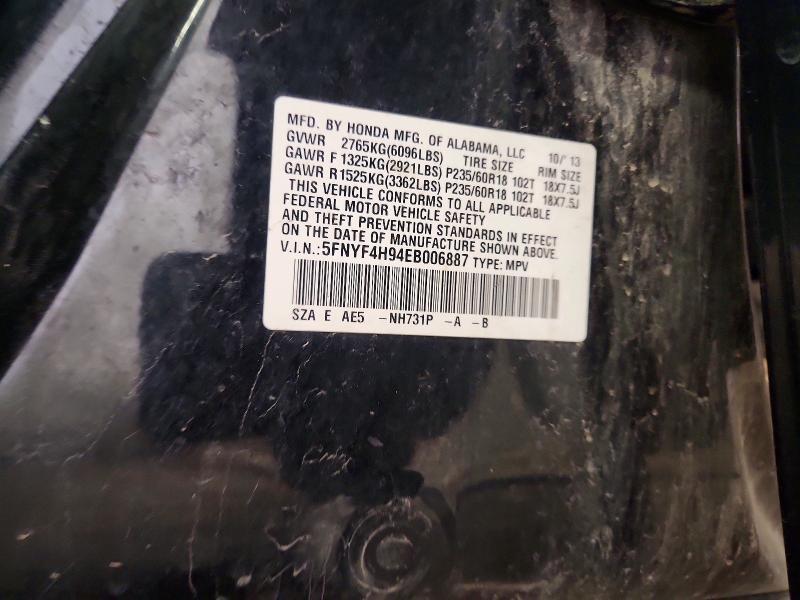 MFD. BY HONDA MFG. OF ALABAMA, LLC 10/'13
GVWR 2765KG(6096LBS) TIRE SIZE RIM SIZE
GAWR F 1325KG(2921LBS) P235/60R18 102T 18X7.5J
GAWR R1525KG(3362LBS) P235/60R18 102T 18X7.5J
THIS VEHICLE CONFORMS TO ALL APPLICABLE
FEDERAL MOTOR VEHICLE SAFETY
AND THEFT PREVENTION STANDARDS IN EFFECT
ON THE DATE OF MANUFACTURE SHOWN ABOVE.
V.I.N.:5FNYF4H94EB006887 TYPE: MPV
SZA E AE5 -NH731P -A -B